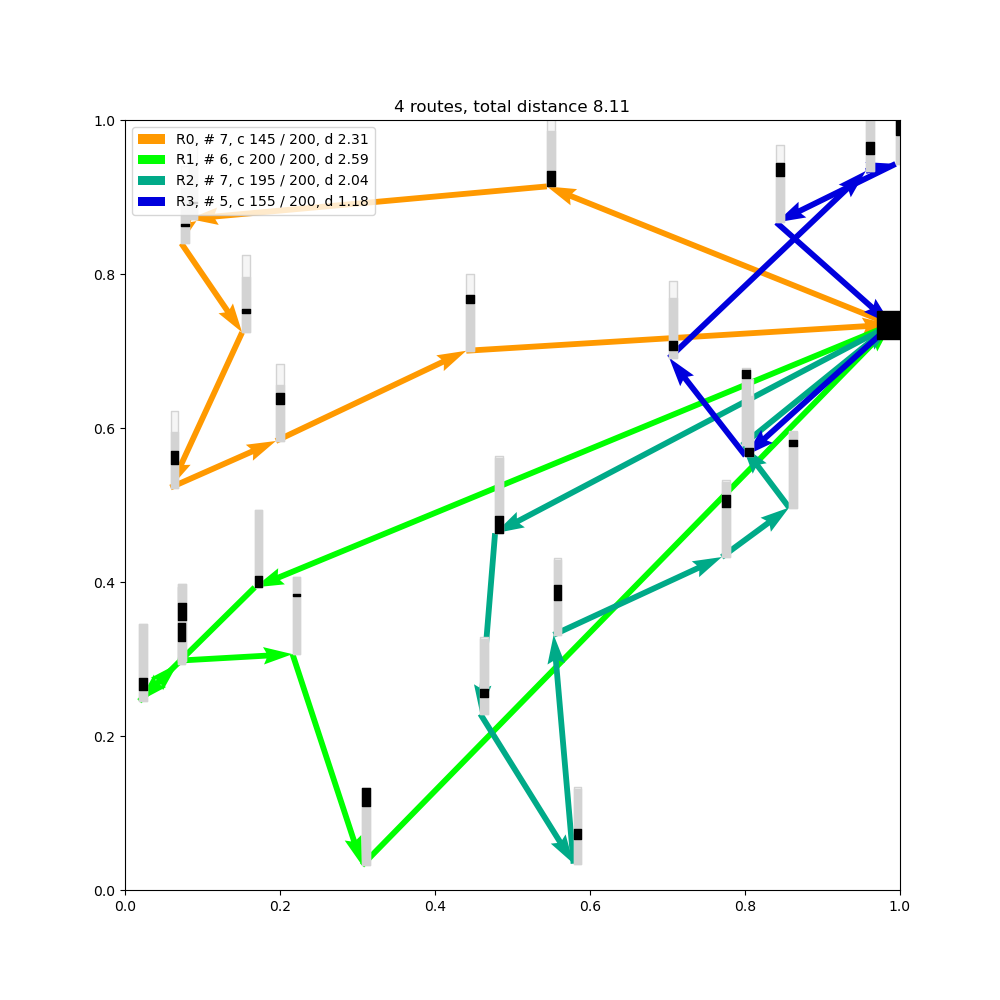 4 routes, total distance 8.11
R0, # 7, c 145 / 200, d 2.31
R1, # 6, c 200 / 200, d 2.59
R2, # 7, c 195 / 200, d 2.04
R3, # 5, c 155 / 200, d 1.18
1.0
0.8
0.6
0.4
0.2
0.0
0.0 0.2 0.4 0.6 0.8 1.0